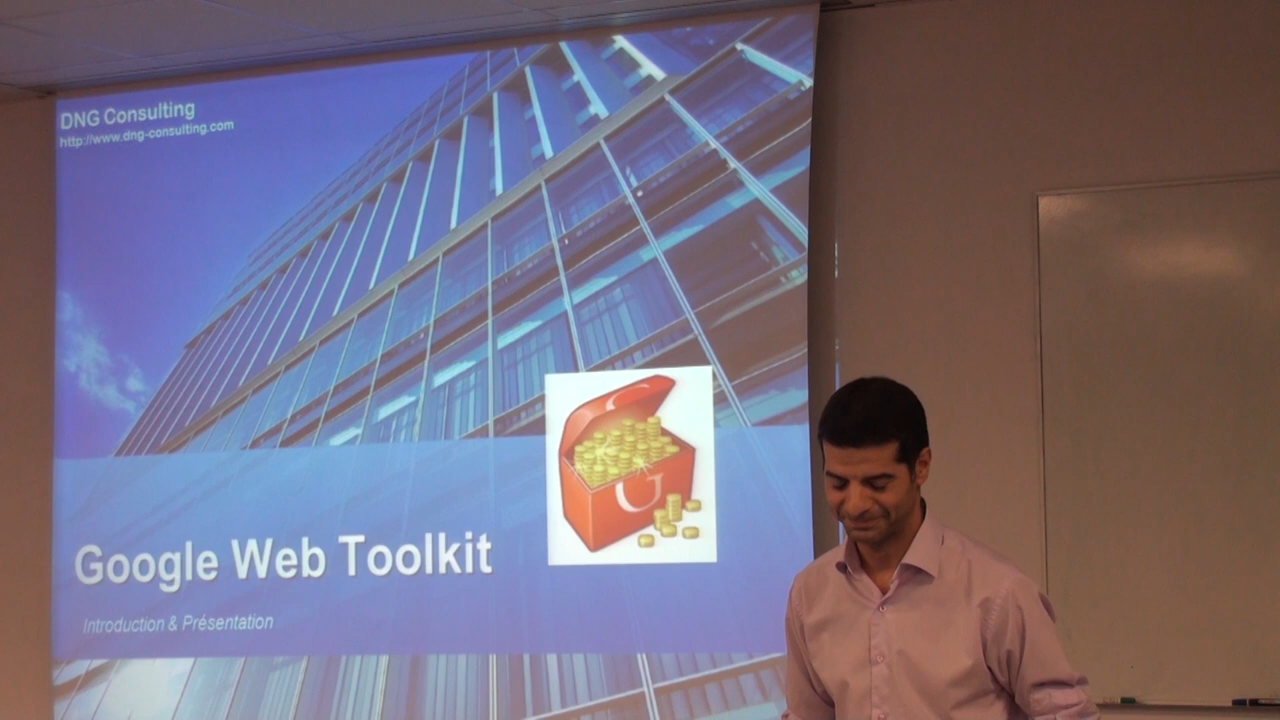 DNG Consulting
http://www.dng-consulting.com
G
Google Web Toolkit
Introduction & Présentation